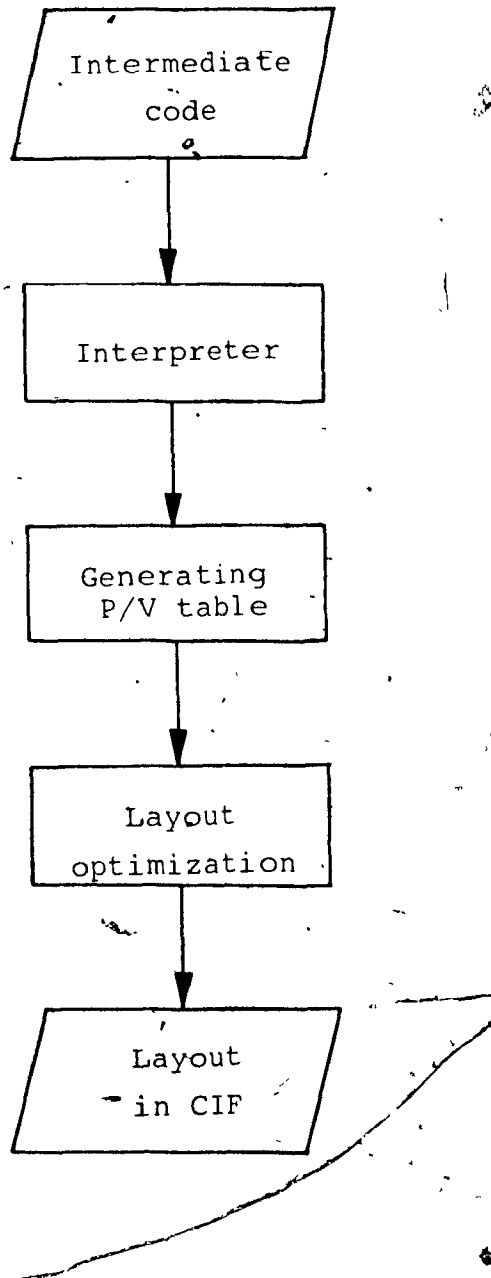 Intermediate
code
Interpreter
Generating
P/V table
Layout
optimization
Layout
in CIF